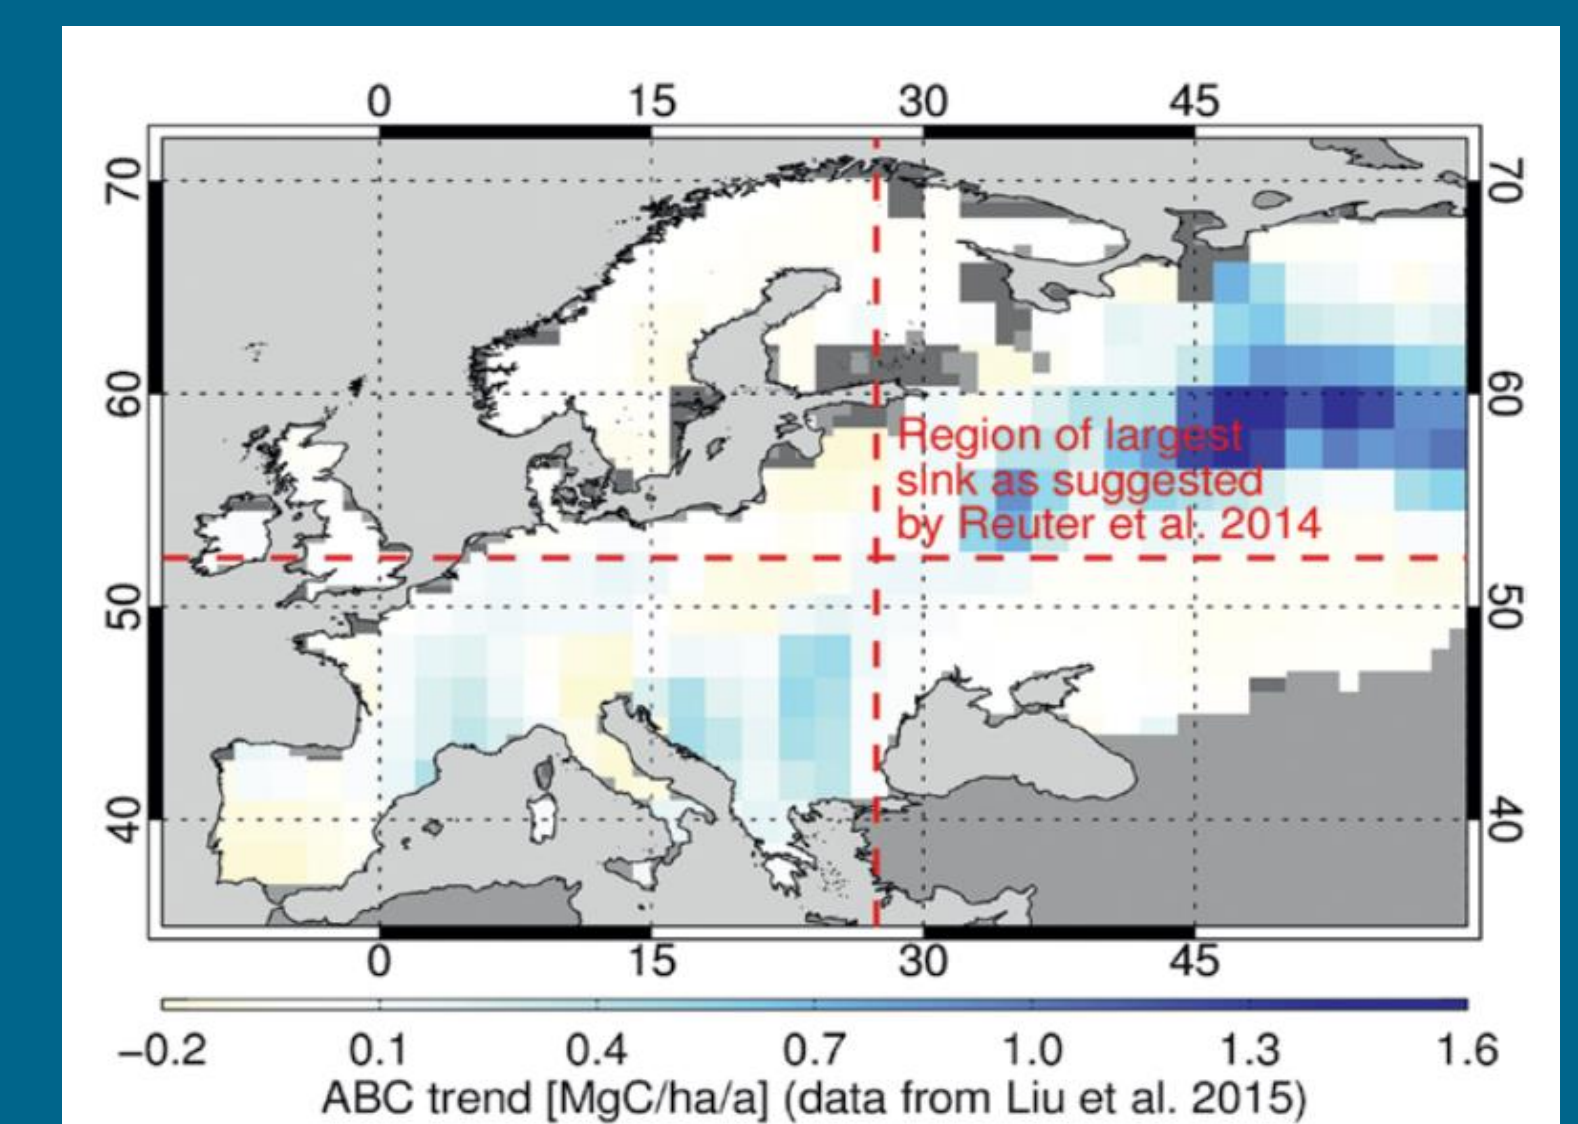 0 15 30 45
70 70
60 60
Region of largest
sInk as suggested
by Reuter et al. 2014
50 50
40 40
0 15 30 45
−0.2 0.1 0.4 0.7 1.0 1.3 1.6
ABC trend [MgC/ha/a] (data from Liu et al. 2015)